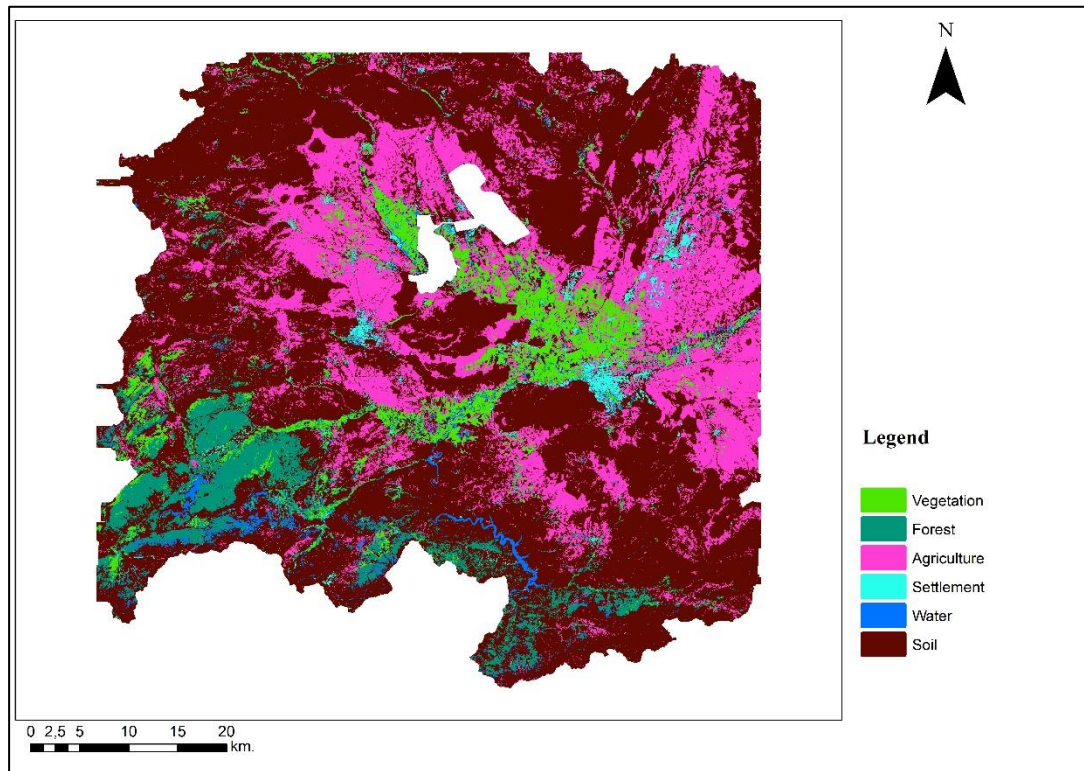 N
Legend
Vegetation
Forest
Agriculture
Settlement
Water
Soil
0 2,5 5 10 15 20
km.